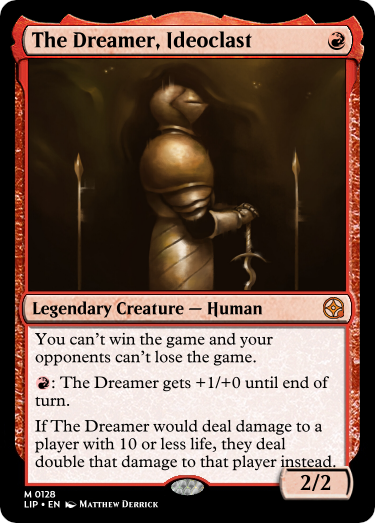 The Dreamer, Ideoclast
Legendary Creature — Human
You can't win the game and your
opponents can't lose the game.
: The Dreamer gets +1/+0 until end of
turn.
If The Dreamer would deal damage to a
player with 10 or less life, they deal
double that damage to that player instead.
2/2
M 0128
LIP • EN Matthew Derrick